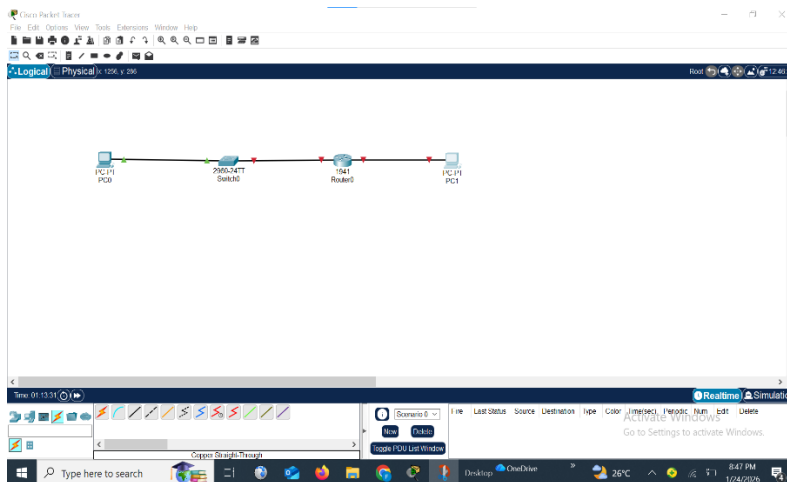 Cisco Packet Tracer
File Edit Options View Tools Extensions Window Help
Logical Physical x: 1256, y: 286 Root 12:46
PC-PT
PC0
2960-24TT
Switch0
1941
Router0
PC-PT
PC1
Time: 01:13:31 Realtime Simulatio
Scenario 0
New Delete
Toggle PDU List Window
Fire Last Status Source Destination Type Color Time(sec) Periodic Num Edit Delete
Activate Windows
Go to Settings to activate Windows.
Copper Straight-Through
Type here to search
Desktop OneDrive
26°C
8:47 PM
1/24/2026